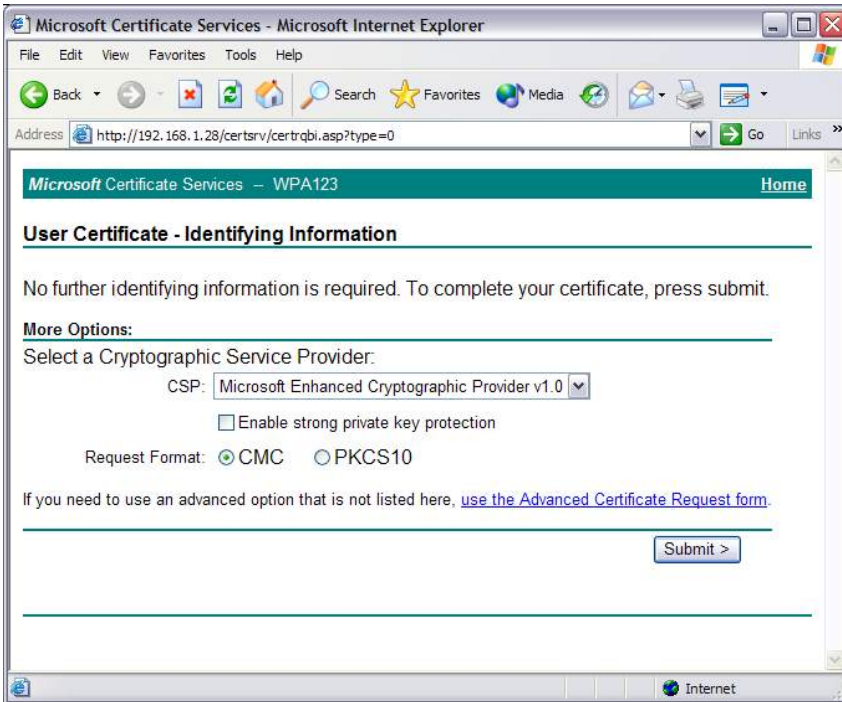 Microsoft Certificate Services - Microsoft Internet Explorer
File Edit View Favorites Tools Help
Back Search Favorites Media
Address http://192.168.1.28/certsrv/certrqbi.asp?type=0 Go Links »
Microsoft Certificate Services -- WPA123 Home
User Certificate - Identifying Information
No further identifying information is required. To complete your certificate, press submit.
More Options:
Select a Cryptographic Service Provider:
CSP: Microsoft Enhanced Cryptographic Provider v1.0
Enable strong private key protection
Request Format: CMC PKCS10
If you need to use an advanced option that is not listed here, use the Advanced Certificate Request form.
Submit >
Internet